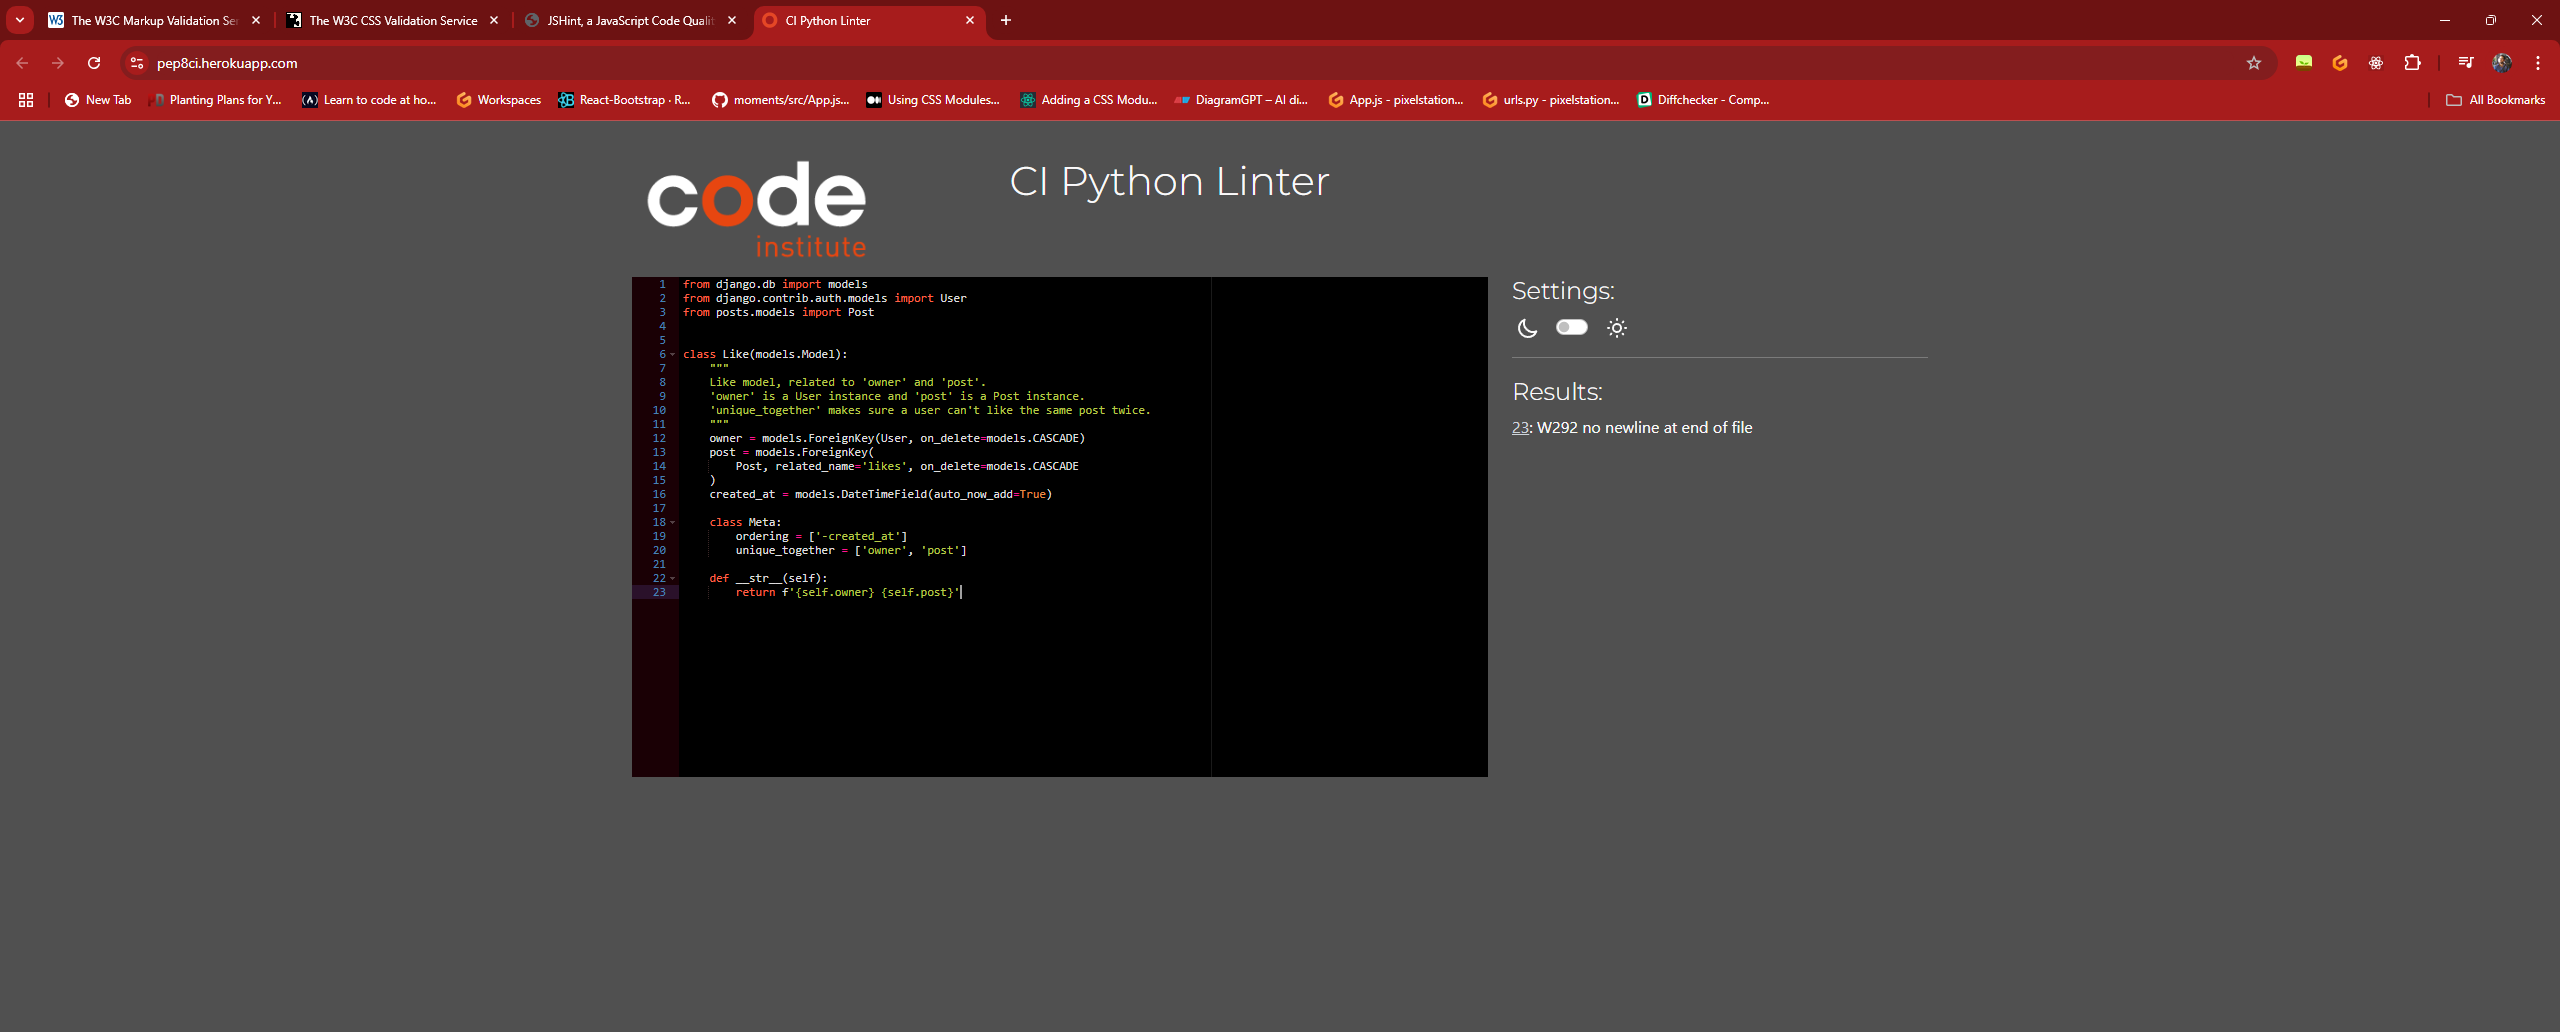 The W3C Markup Validation Se
The W3C CSS Validation Service
JSHint, a JavaScript Code Qualit
CI Python Linter
pep8ci.herokuapp.com
New Tab
Planting Plans for Y...
Learn to code at ho...
Workspaces
React-Bootstrap · R...
moments/src/App.js...
Using CSS Modules...
Adding a CSS Modu...
DiagramGPT – AI di...
App.js - pixelstation...
urls.py - pixelstation...
Diffchecker - Comp...
All Bookmarks
code
institute
CI Python Linter
1 from django.db import models
2 from django.contrib.auth.models import User
3 from posts.models import Post
4
5
6 class Like(models.Model):
7 """
8 Like model, related to 'owner' and 'post'.
9 'owner' is a User instance and 'post' is a Post instance.
10 'unique_together' makes sure a user can't like the same post twice.
11 """
12 owner = models.ForeignKey(User, on_delete=models.CASCADE)
13 post = models.ForeignKey(
14 Post, related_name='likes', on_delete=models.CASCADE
15 )
16 created_at = models.DateTimeField(auto_now_add=True)
17
18 class Meta:
19 ordering = ['-created_at']
20 unique_together = ['owner', 'post']
21
22 def __str__(self):
23 return f'{self.owner} {self.post}'
Settings:
Results:
23: W292 no newline at end of file